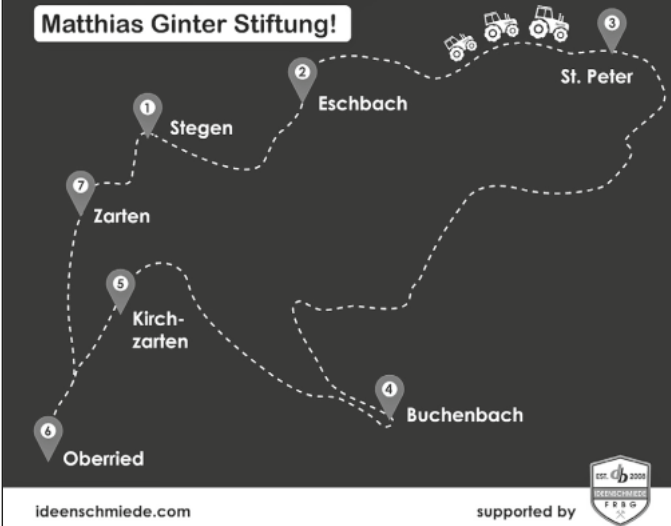 Matthias Ginter Stiftung!
3
2
St. Peter
Eschbach
1
Stegen
7
Zarten
5
Kirch-
zarten
4
Buchenbach
6
Oberried
ideenschmiede.com
supported by
EST. db 2008
IDEENSCHMIEDE
FRBG